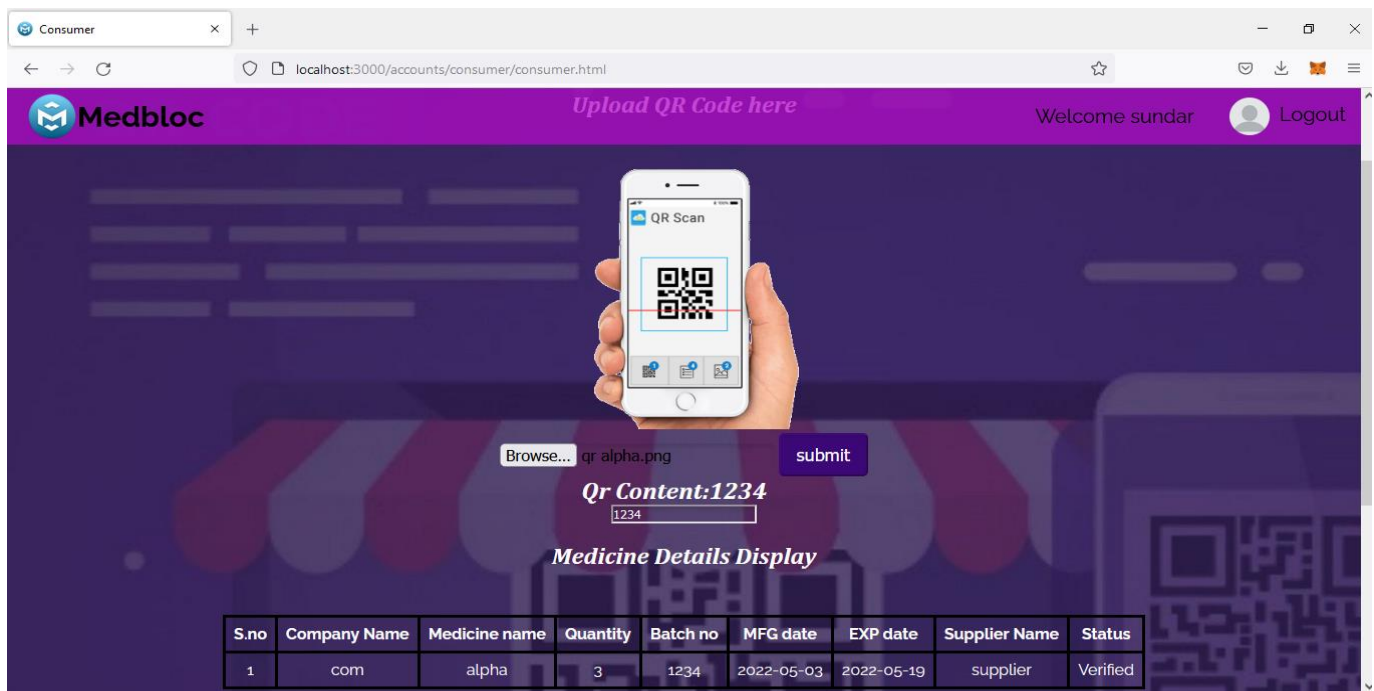 Consumer
localhost:3000/accounts/consumer/consumer.html
Medbloc
Upload QR Code here
Welcome sundar
Logout
QR Scan
Browse... qr alpha.png submit
Qr Content:1234
1234
Medicine Details Display
S.no Company Name Medicine name Quantity Batch no MFG date EXP date Supplier Name Status
1 com alpha 3 1234 2022-05-03 2022-05-19 supplier Verified